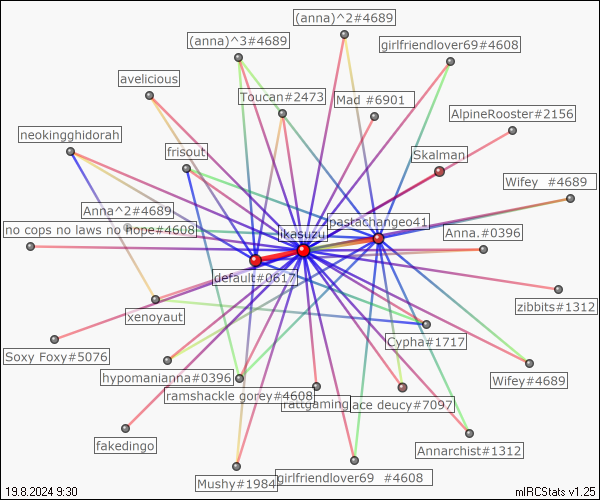 (anna)^2#4689
(anna)^3#4689
girlfriendlover69#4608
avelicious
Toucan#2473
Mad #6901
AlpineRooster#2156
neokingghidorah
frisout
Skalman
Wifey #4689
Anna^2#4689
pastachangeo41
no cops no laws no hope#4608
likasuzu
Anna.#0396
default#0617
zibbits#1312
xenoyaut
Cypha#1717
Soxy Foxy#5076
hypomanianna#0396
Wifey#4689
ramshackle gorey#4608
rattgaming
ace deucy#7097
fakedingo
Annarchist#1312
Mushy#1984
girlfriendlover69 #4608
19.8.2024 9:30
mIRCStats v1.25